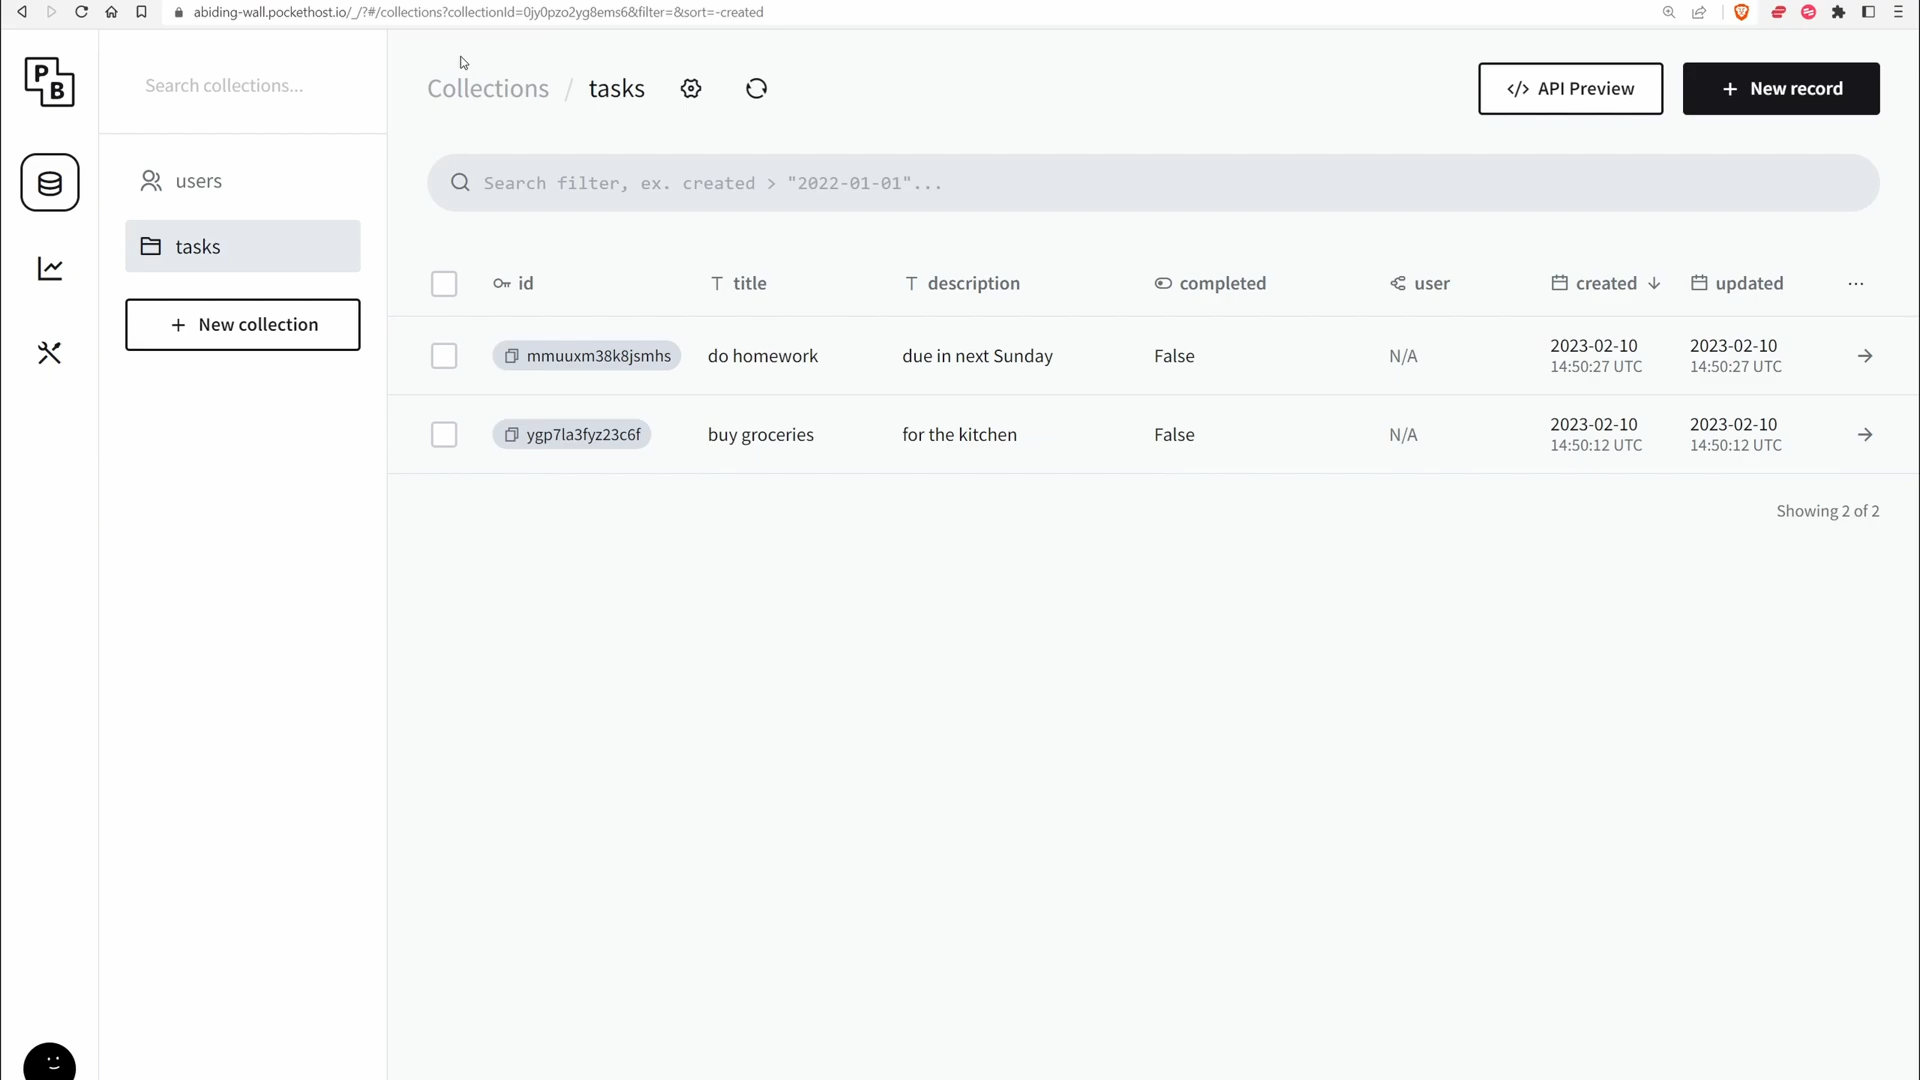 abiding-wall.pockethost.io/_/?#/collections?collectionId=0jy0pzo2yg8ems6&filter=&sort=-created
P
B
Search collections...
users
tasks
+ New collection
Collections / tasks
</> API Preview
+ New record
Search filter, ex. created > "2022-01-01"...
id title description completed user created updated ...
mmuuxm38k8jsmhs do homework due in next Sunday False N/A 2023-02-10 2023-02-10
14:50:27 UTC 14:50:27 UTC
ygp7la3fyz23c6f buy groceries for the kitchen False N/A 2023-02-10 2023-02-10
14:50:12 UTC 14:50:12 UTC
Showing 2 of 2